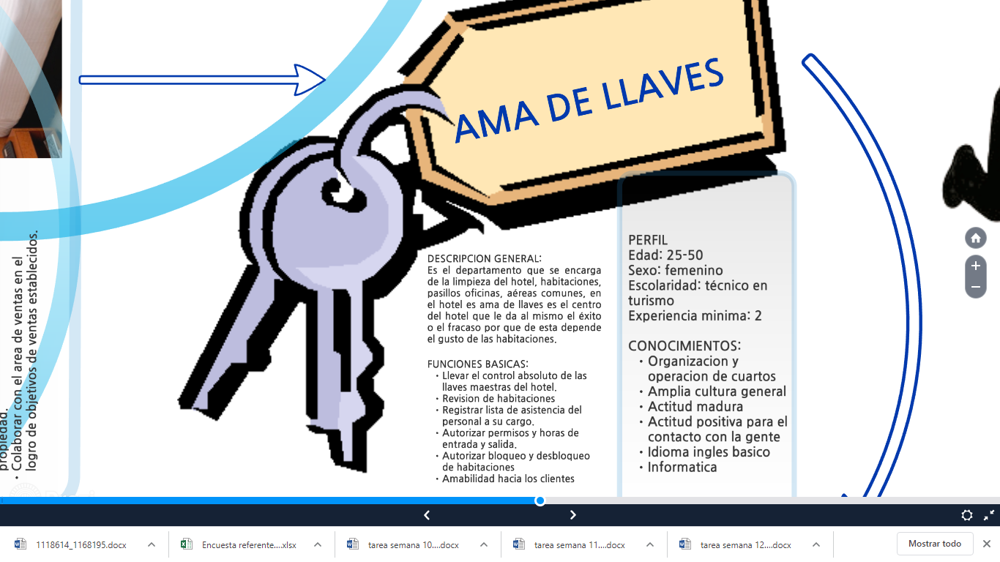 AMA DE LLAVES
propiedad.
• Colaborar con el area de ventas en el
logro de objetivos de ventas establecidos.
DESCRIPCION GENERAL:
Es el departamento que se encarga
de la limpieza del hotel, habitaciones,
pasillos oficinas, aéreas comunes, en
el hotel es ama de llaves es el centro
del hotel que le da al mismo el éxito
o el fracaso por que de esta depende
el gusto de las habitaciones.
FUNCIONES BASICAS:
• Llevar el control absoluto de las
llaves maestras del hotel.
• Revision de habitaciones
• Registrar lista de asistencia del
personal a su cargo.
• Autorizar permisos y horas de
entrada y salida.
• Autorizar bloqueo y desbloqueo
de habitaciones
• Amabilidad hacia los clientes
PERFIL
Edad: 25-50
Sexo: femenino
Escolaridad: técnico en
turismo
Experiencia minima: 2
CONOCIMIENTOS:
• Organizacion y
operacion de cuartos
• Amplia cultura general
• Actitud madura
• Actitud positiva para el
contacto con la gente
• Idioma ingles basico
• Informatica
1118614_1168195.docx
Encuesta referente....xlsx
tarea semana 10....docx
tarea semana 11....docx
tarea semana 12....docx
Mostrar todo